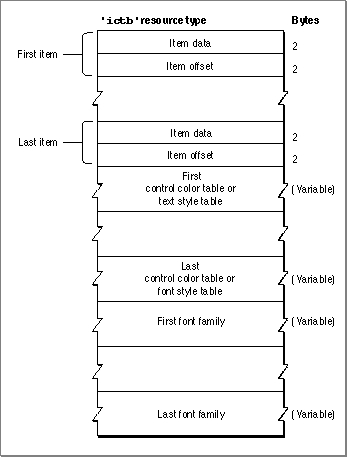 'ictb' resource type Bytes
First item
Item data 2
Item offset 2
Last item
Item data 2
Item offset 2
First
control color table or (Variable)
text style table
Last
control color table or (Variable)
font style table
First font family (Variable)
Last font family (Variable)